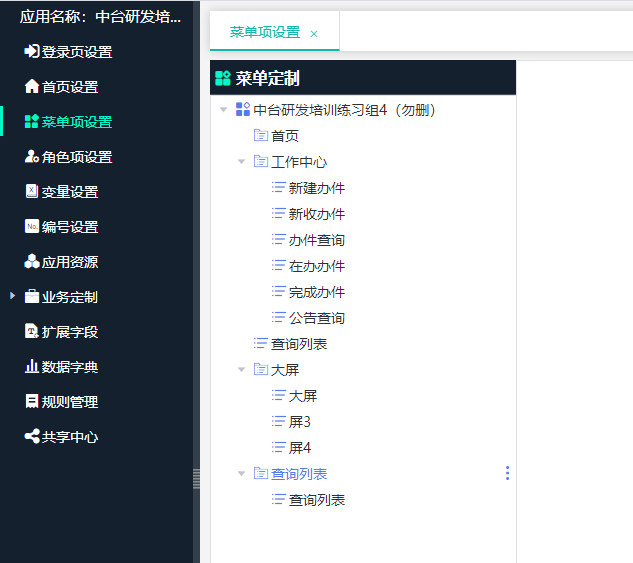 应用名称：中台研发培...
登录页设置
首页设置
菜单项设置
角色项设置
变量设置
编号设置
应用资源
业务定制
扩展字段
数据字典
规则管理
共享中心
菜单项设置 ×
菜单定制
中台研发培训练习组4（勿删）
首页
工作中心
新建办件
新收办件
办件查询
在办办件
完成办件
公告查询
查询列表
大屏
大屏
屏3
屏4
查询列表
查询列表